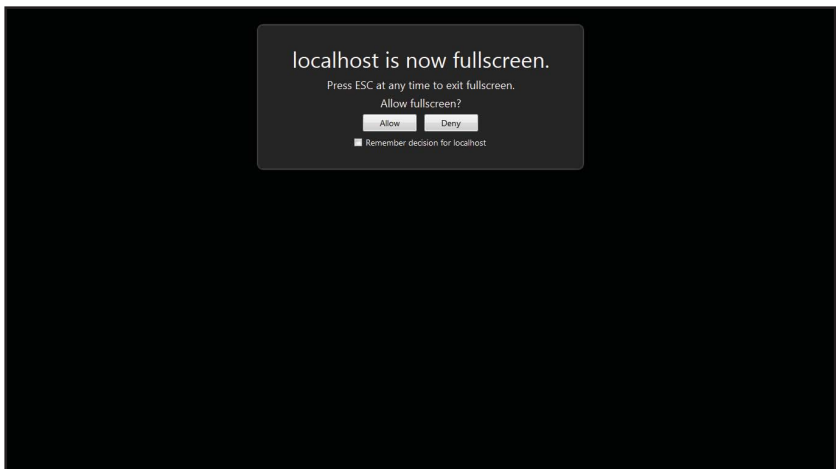 localhost is now fullscreen.
Press ESC at any time to exit fullscreen.
Allow fullscreen?
Allow Deny
Remember decision for localhost